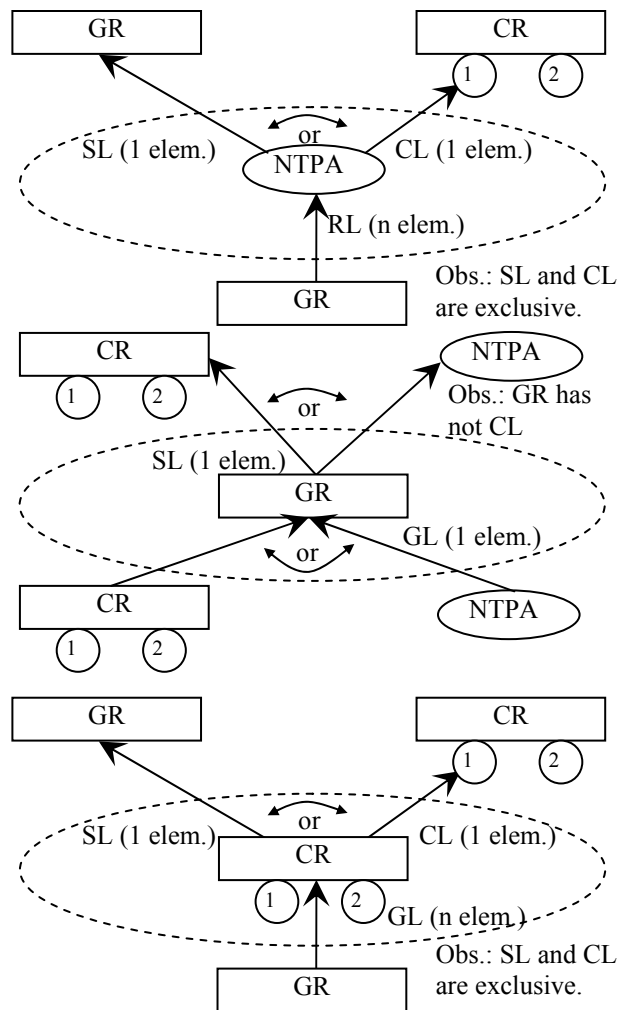 GR
CR
1
2
or
SL (1 elem.)
CL (1 elem.)
NTPA
RL (n elem.)
GR
Obs.: SL and CL
are exclusive.
CR
1
2
NTPA
or
Obs.: GR has
not CL
SL (1 elem.)
GR
or
GL (1 elem.)
CR
1
2
NTPA
GR
CR
1
2
or
SL (1 elem.)
CL (1 elem.)
CR
1
2
GL (n elem.)
GR
Obs.: SL and CL
are exclusive.